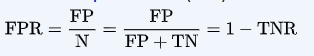 FPR = FP/N = FP/(FP + TN) = 1 − TNR